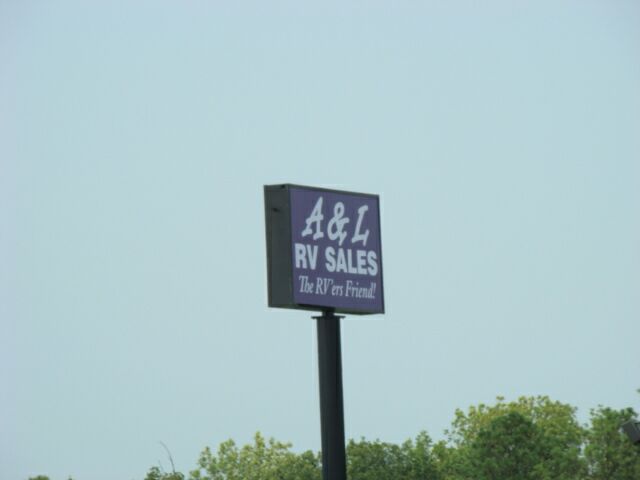 A&L
RV SALES
The RV'ers Friend!